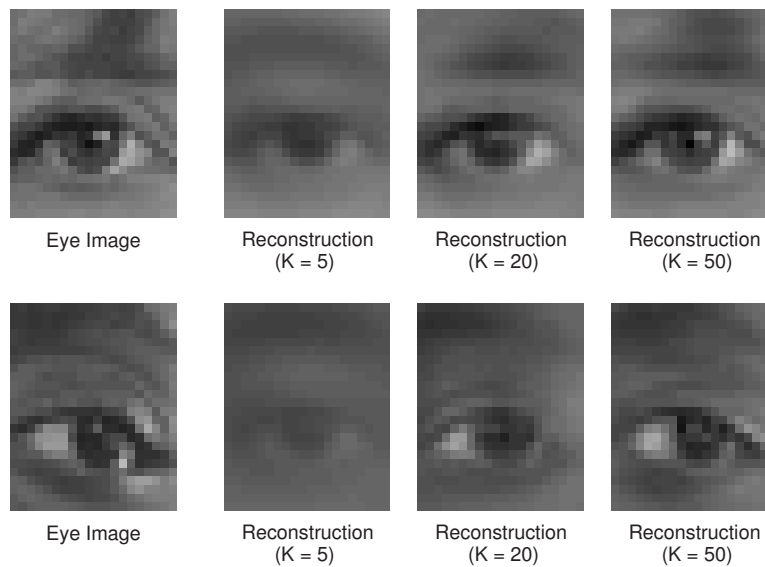 Eye Image
Reconstruction
(K = 5)
Reconstruction
(K = 20)
Reconstruction
(K = 50)
Eye Image
Reconstruction
(K = 5)
Reconstruction
(K = 20)
Reconstruction
(K = 50)